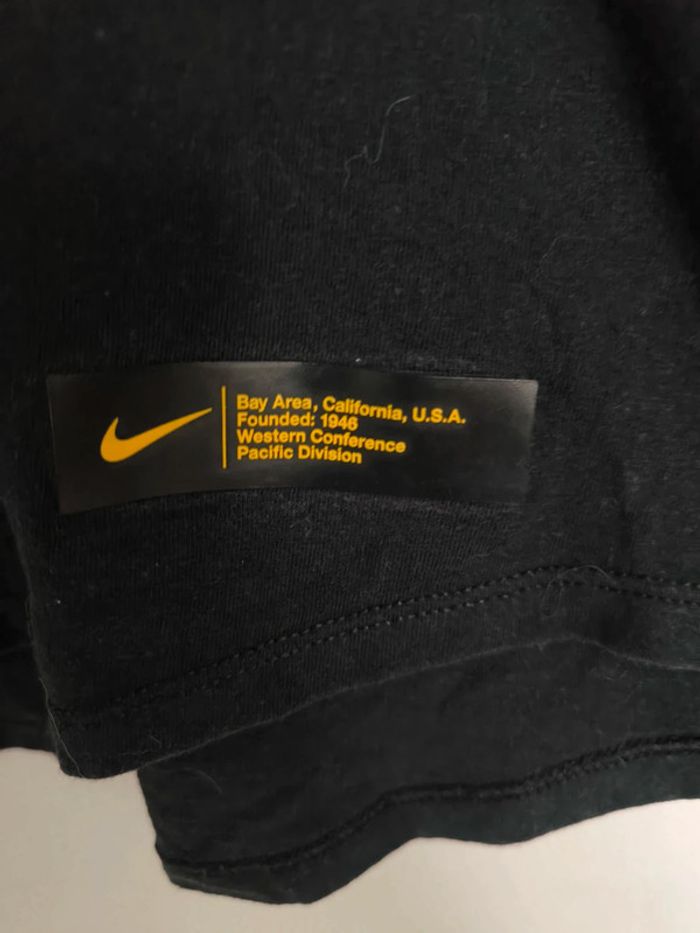 Bay Area, California, U.S.A.
Founded: 1946
Western Conference
Pacific Division